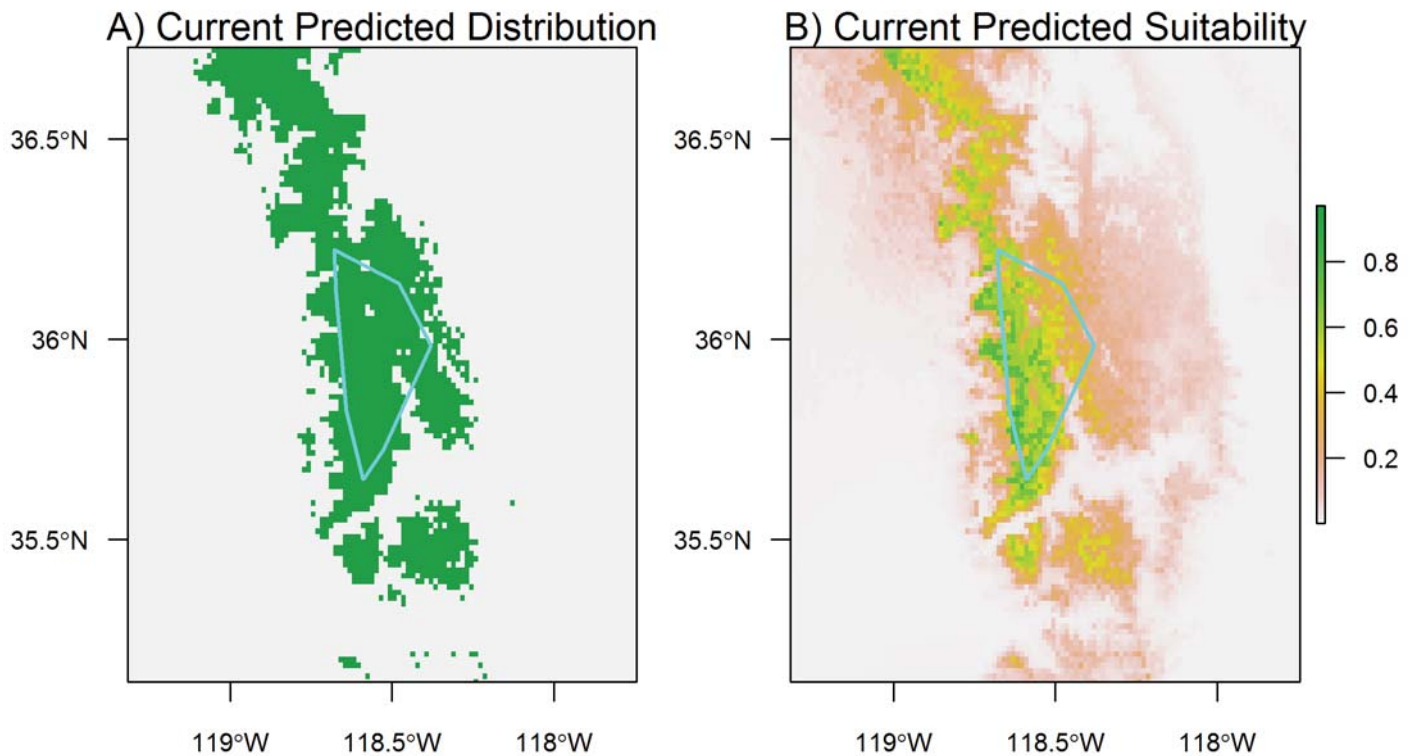 A) Current Predicted Distribution
B) Current Predicted Suitability
36.5°N
36°N
35.5°N
119°W
118.5°W
118°W
36.5°N
36°N
35.5°N
119°W
118.5°W
118°W
0.8
0.6
0.4
0.2